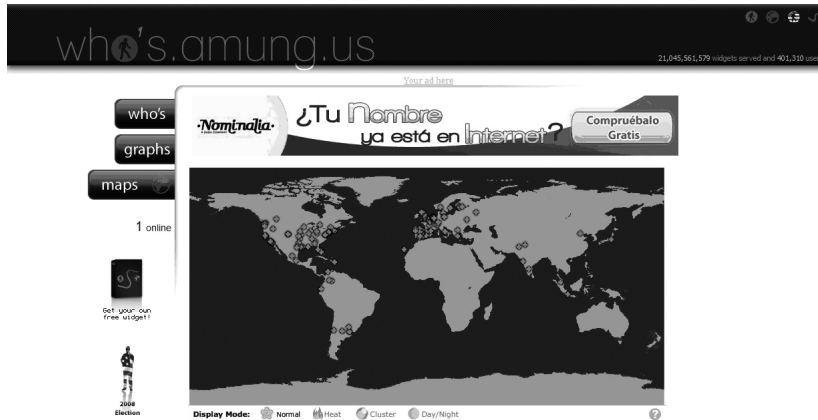 who's.amung.us
21,045,561,579 widgets served and 401,310 use
Your ad here
who's
graphs
maps
1 online
Get your own
free widget!
2008
Election
·Nominalia·
¿Tu Nombre
ya está en Internet?
Compruébalo
Gratis
Display Mode: Normal Heat Cluster Day/Night
?